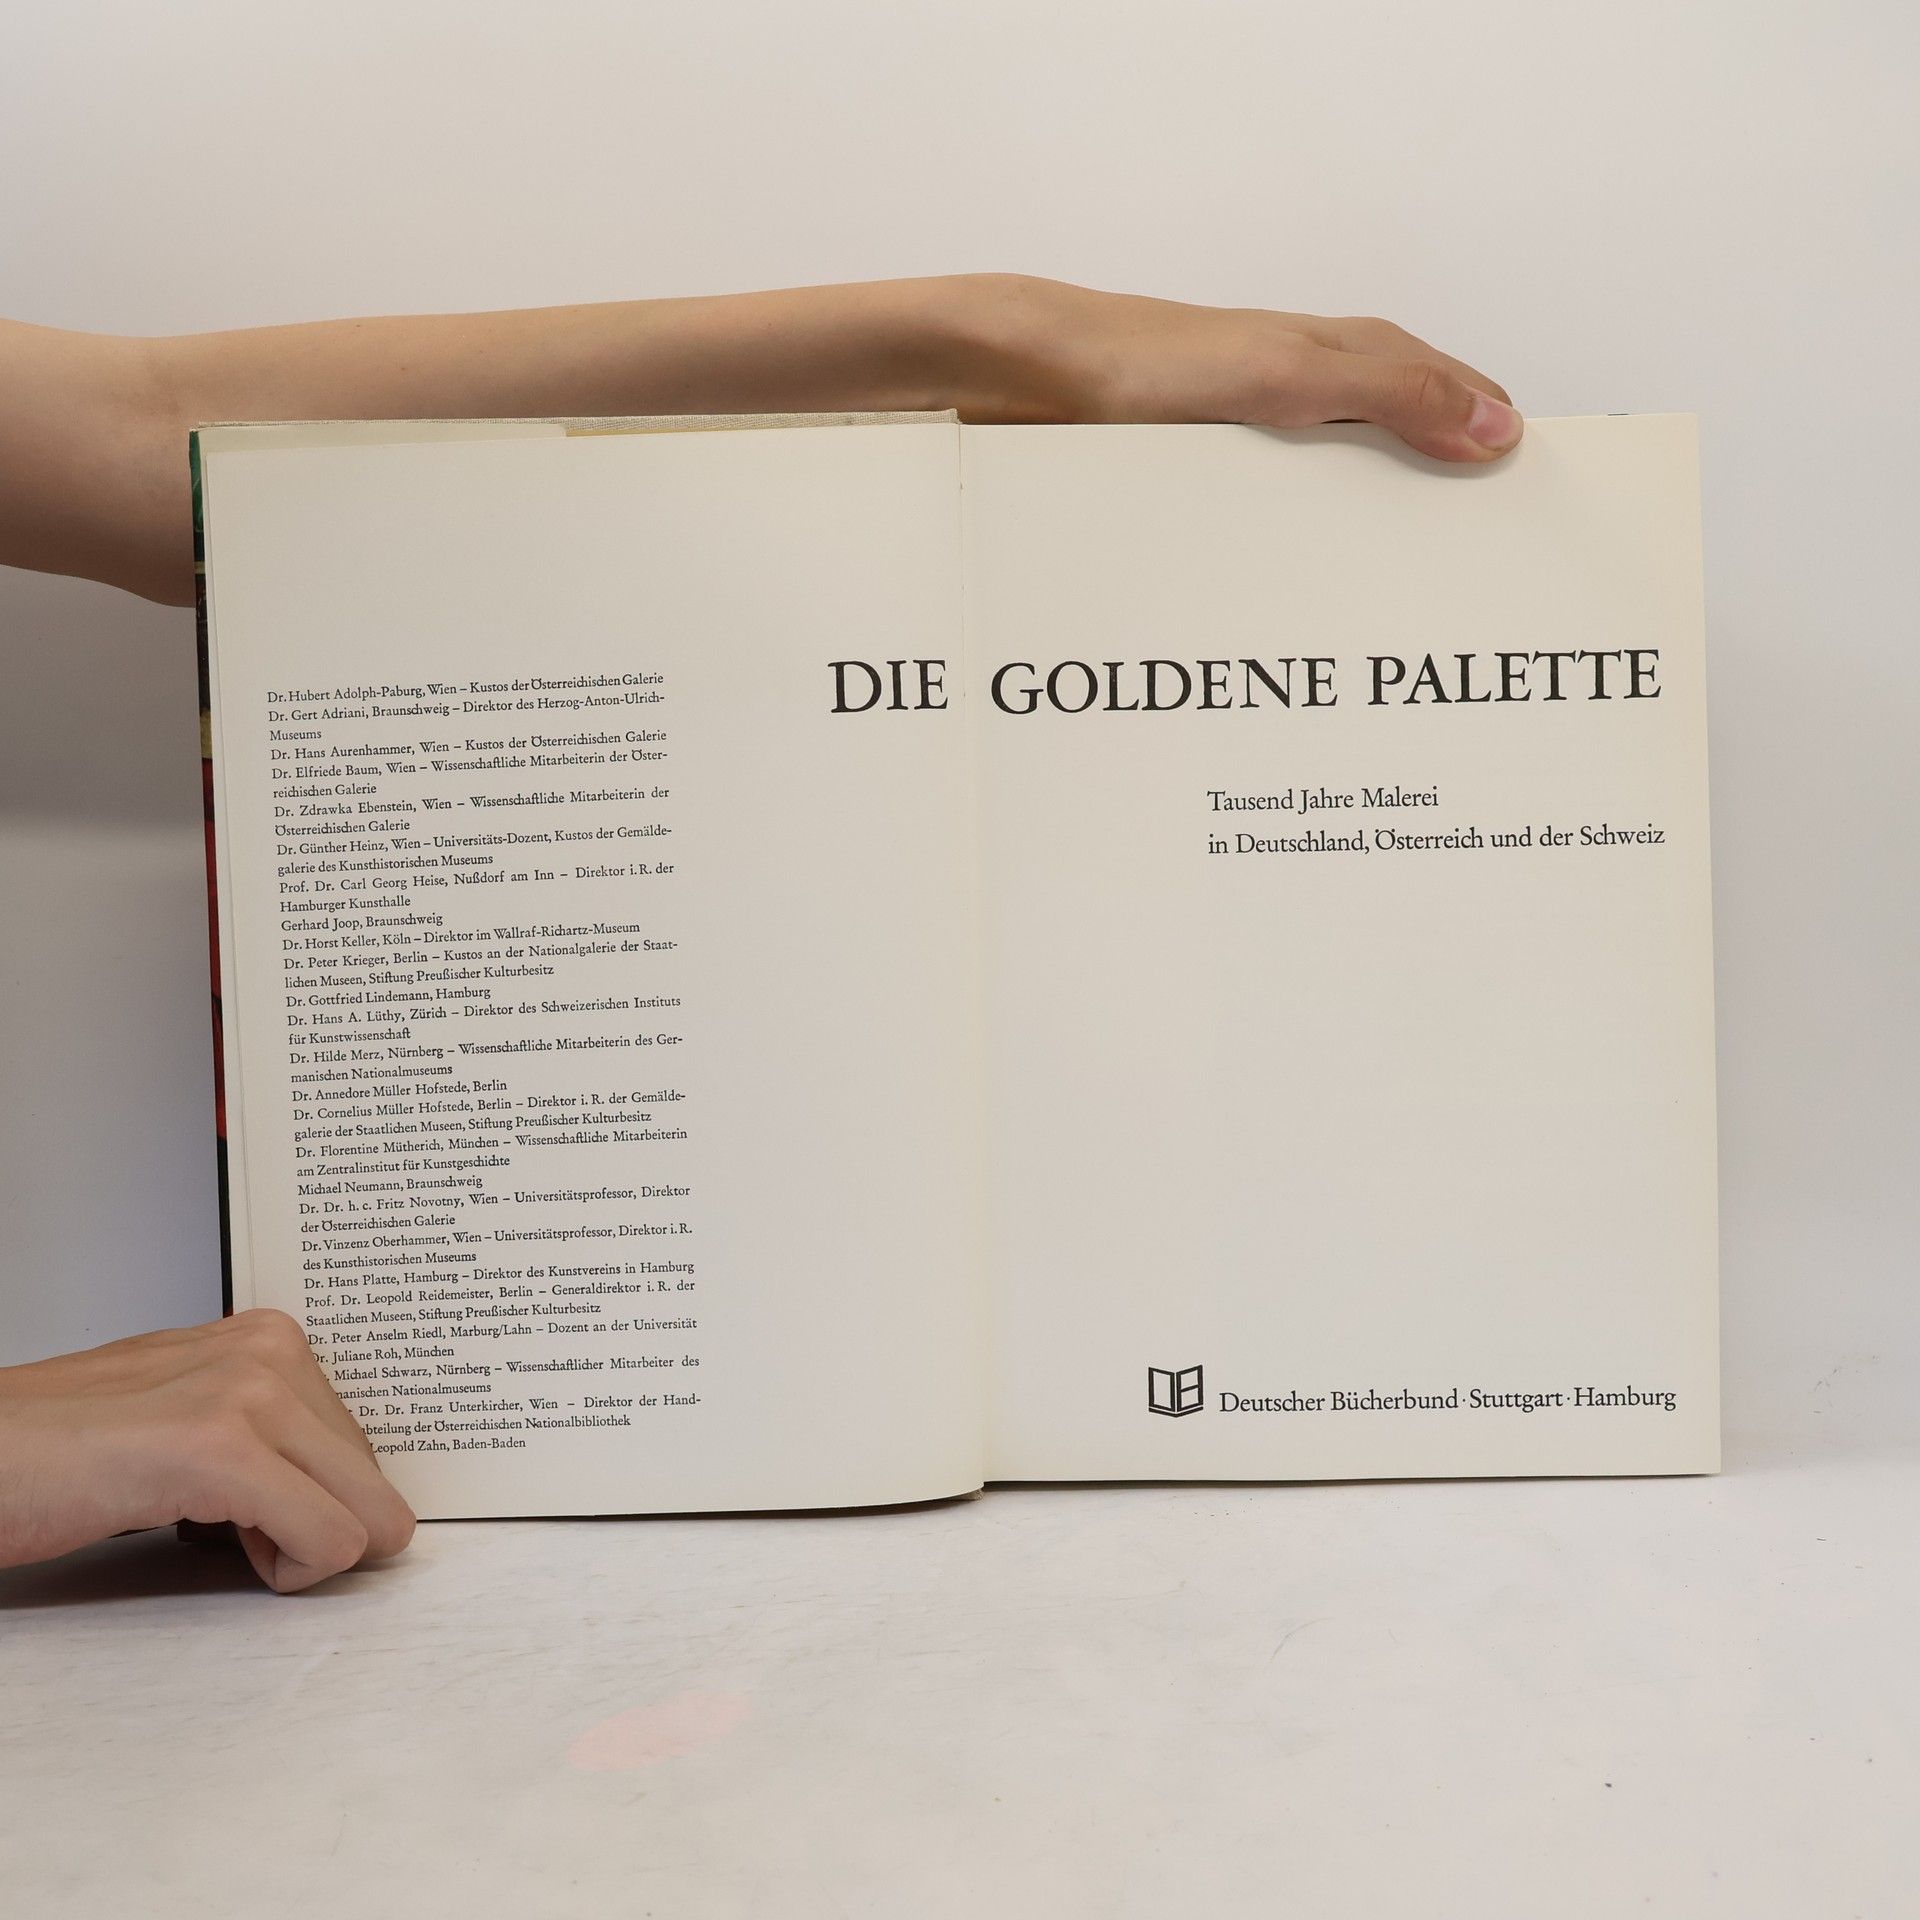 Dr. Hubert Adolph-Paburg, Wien – Kustos der Österreichischen Galerie
Dr. Gert Adriani, Braunschweig – Direktor des Herzog-Anton-Ulrich-
Museums
Dr. Hans Aurenhammer, Wien – Kustos der Österreichischen Galerie
Dr. Elfriede Baum, Wien – Wissenschaftliche Mitarbeiterin der Öster-
reichischen Galerie
Dr. Zdrawka Ebenstein, Wien – Wissenschaftliche Mitarbeiterin der
Österreichischen Galerie
Dr. Günther Heinz, Wien – Universitäts-Dozent, Kustos der Gemälde-
galerie des Kunsthistorischen Museums
Prof. Dr. Carl Georg Heise, Nußdorf am Inn – Direktor i. R. der
Hamburger Kunsthalle
Gerhard Joop, Braunschweig
Dr. Horst Keller, Köln – Direktor im Wallraf-Richartz-Museum
Dr. Peter Krieger, Berlin – Kustos an der Nationalgalerie der Staat-
lichen Museen, Stiftung Preußischer Kulturbesitz
Dr. Gottfried Lindemann, Hamburg
Dr. Hans A. Lüthy, Zürich – Direktor des Schweizerischen Instituts
für Kunstwissenschaft
Dr. Hilde Merz, Nürnberg – Wissenschaftliche Mitarbeiterin des Ger-
manischen Nationalmuseums
Dr. Annedore Müller Hofstede, Berlin
Dr. Cornelius Müller Hofstede, Berlin – Direktor i. R. der Gemälde-
galerie der Staatlichen Museen, Stiftung Preußischer Kulturbesitz
Dr. Florentine Mütherich, München – Wissenschaftliche Mitarbeiterin
am Zentralinstitut für Kunstgeschichte
Michael Neumann, Braunschweig
Dr. Dr. h. c. Fritz Novotny, Wien – Universitätsprofessor, Direktor
der Österreichischen Galerie
Dr. Vinzenz Oberhammer, Wien – Universitätsprofessor, Direktor i. R.
des Kunsthistorischen Museums
Dr. Hans Platte, Hamburg – Direktor des Kunstvereins in Hamburg
Prof. Dr. Leopold Reidemeister, Berlin – Generaldirektor i. R. der
Staatlichen Museen, Stiftung Preußischer Kulturbesitz
Dr. Peter Anselm Riedl, Marburg/Lahn – Dozent an der Universität
Dr. Juliane Roh, München
Michael Schwarz, Nürnberg – Wissenschaftlicher Mitarbeiter des
manischen Nationalmuseums
Dr. Dr. Franz Unterkircher, Wien – Direktor der Hand-
abteilung der Österreichischen Nationalbibliothek
Leopold Zahn, Baden-Baden
DIE GOLDENE PALETTE
Tausend Jahre Malerei
in Deutschland, Österreich und der Schweiz
Deutscher Bücherbund · Stuttgart · Hamburg